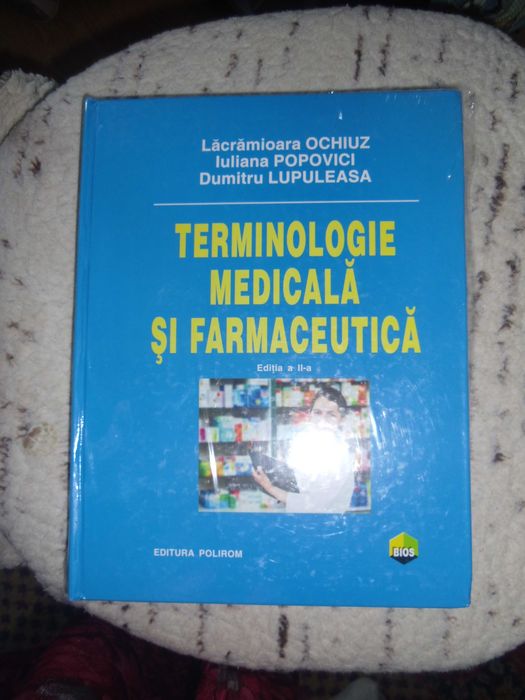 Lăcrămioara OCHIUZ
Iuliana POPOVICI
Dumitru LUPULEASA
TERMINOLOGIE
MEDICALĂ
ŞI FARMACEUTICĂ
Ediţia a II-a
EDITURA POLIROM
BIOS